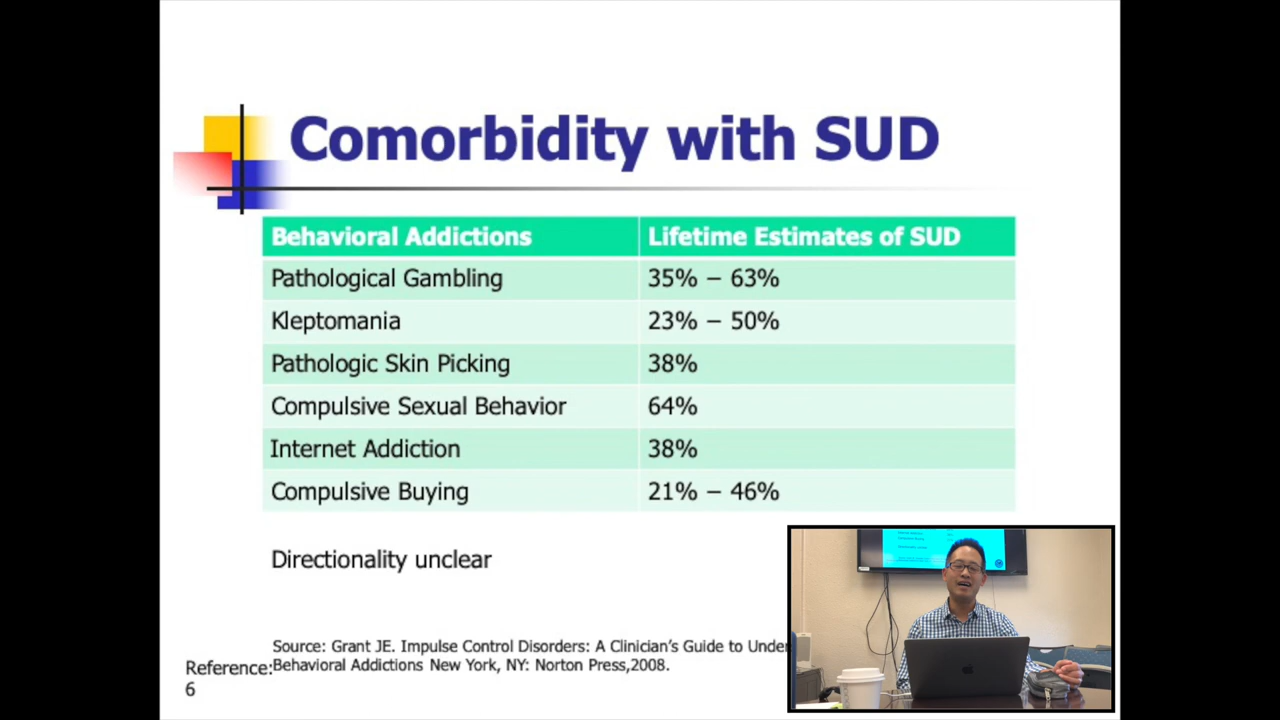 Comorbidity with SUD
Behavioral Addictions Lifetime Estimates of SUD
Pathological Gambling 35% – 63%
Kleptomania 23% – 50%
Pathologic Skin Picking 38%
Compulsive Sexual Behavior 64%
Internet Addiction 38%
Compulsive Buying 21% – 46%
Directionality unclear
Source: Grant JE. Impulse Control Disorders: A Clinician’s Guide to
Behavioral Addictions New York, NY: Norton Press,2008.
Reference:
6